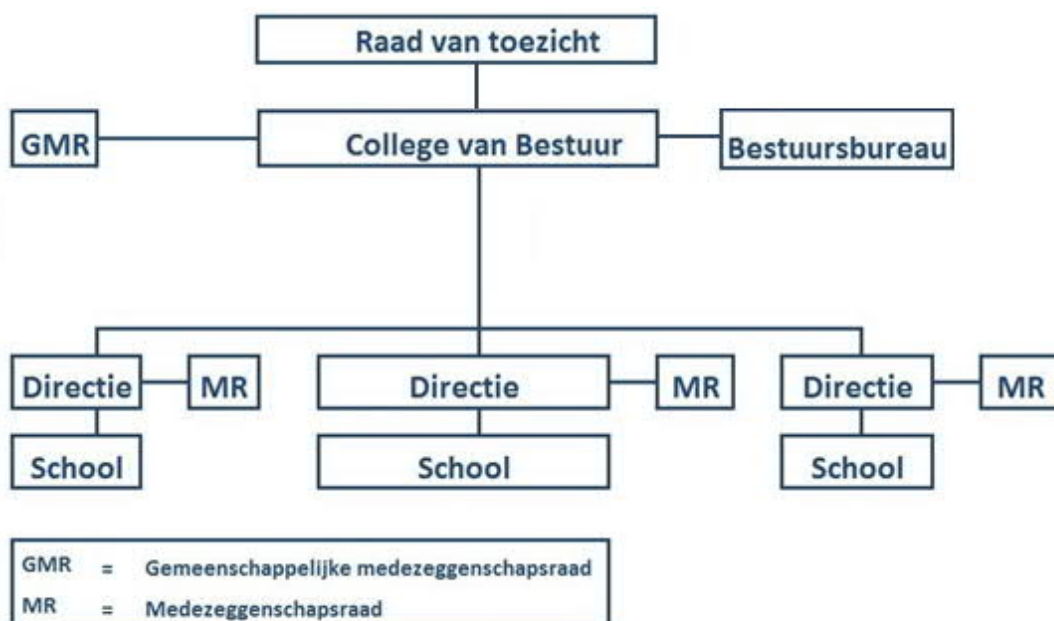 Raad van toezicht
GMR
College van Bestuur
Bestuursbureau
Directie
MR
Directie
MR
Directie
MR
School
School
School
GMR = Gemeenschappelijke medezeggenschapsraad
MR = Medezeggenschapsraad